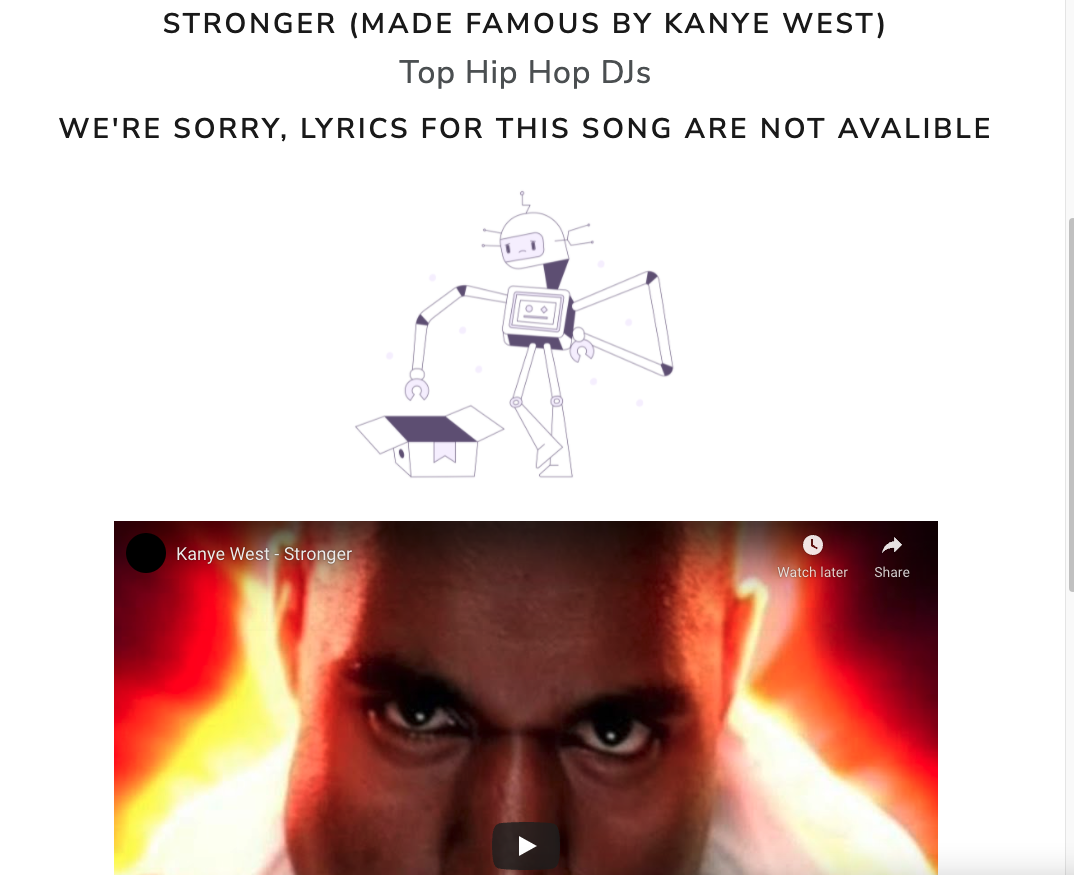 STRONGER (MADE FAMOUS BY KANYE WEST)
Top Hip Hop DJs
WE'RE SORRY, LYRICS FOR THIS SONG ARE NOT AVALIBLE
Kanye West - Stronger
Watch later
Share